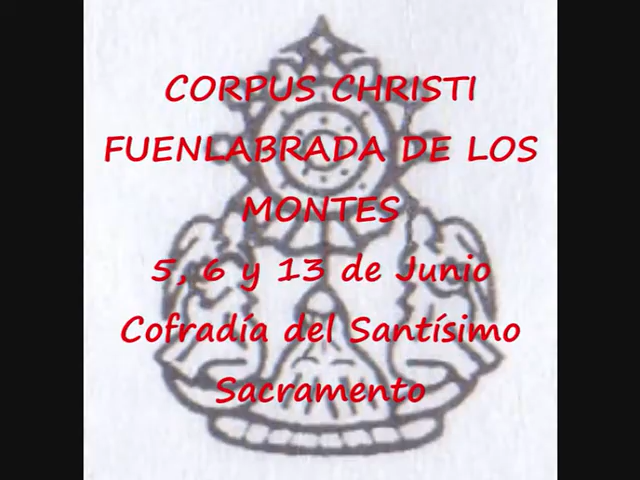 CORPUS CHRISTI
FUENLABRADA DE LOS
MONTES
5, 6 y 13 de Junio
Cofradía del Santísimo
Sacramento